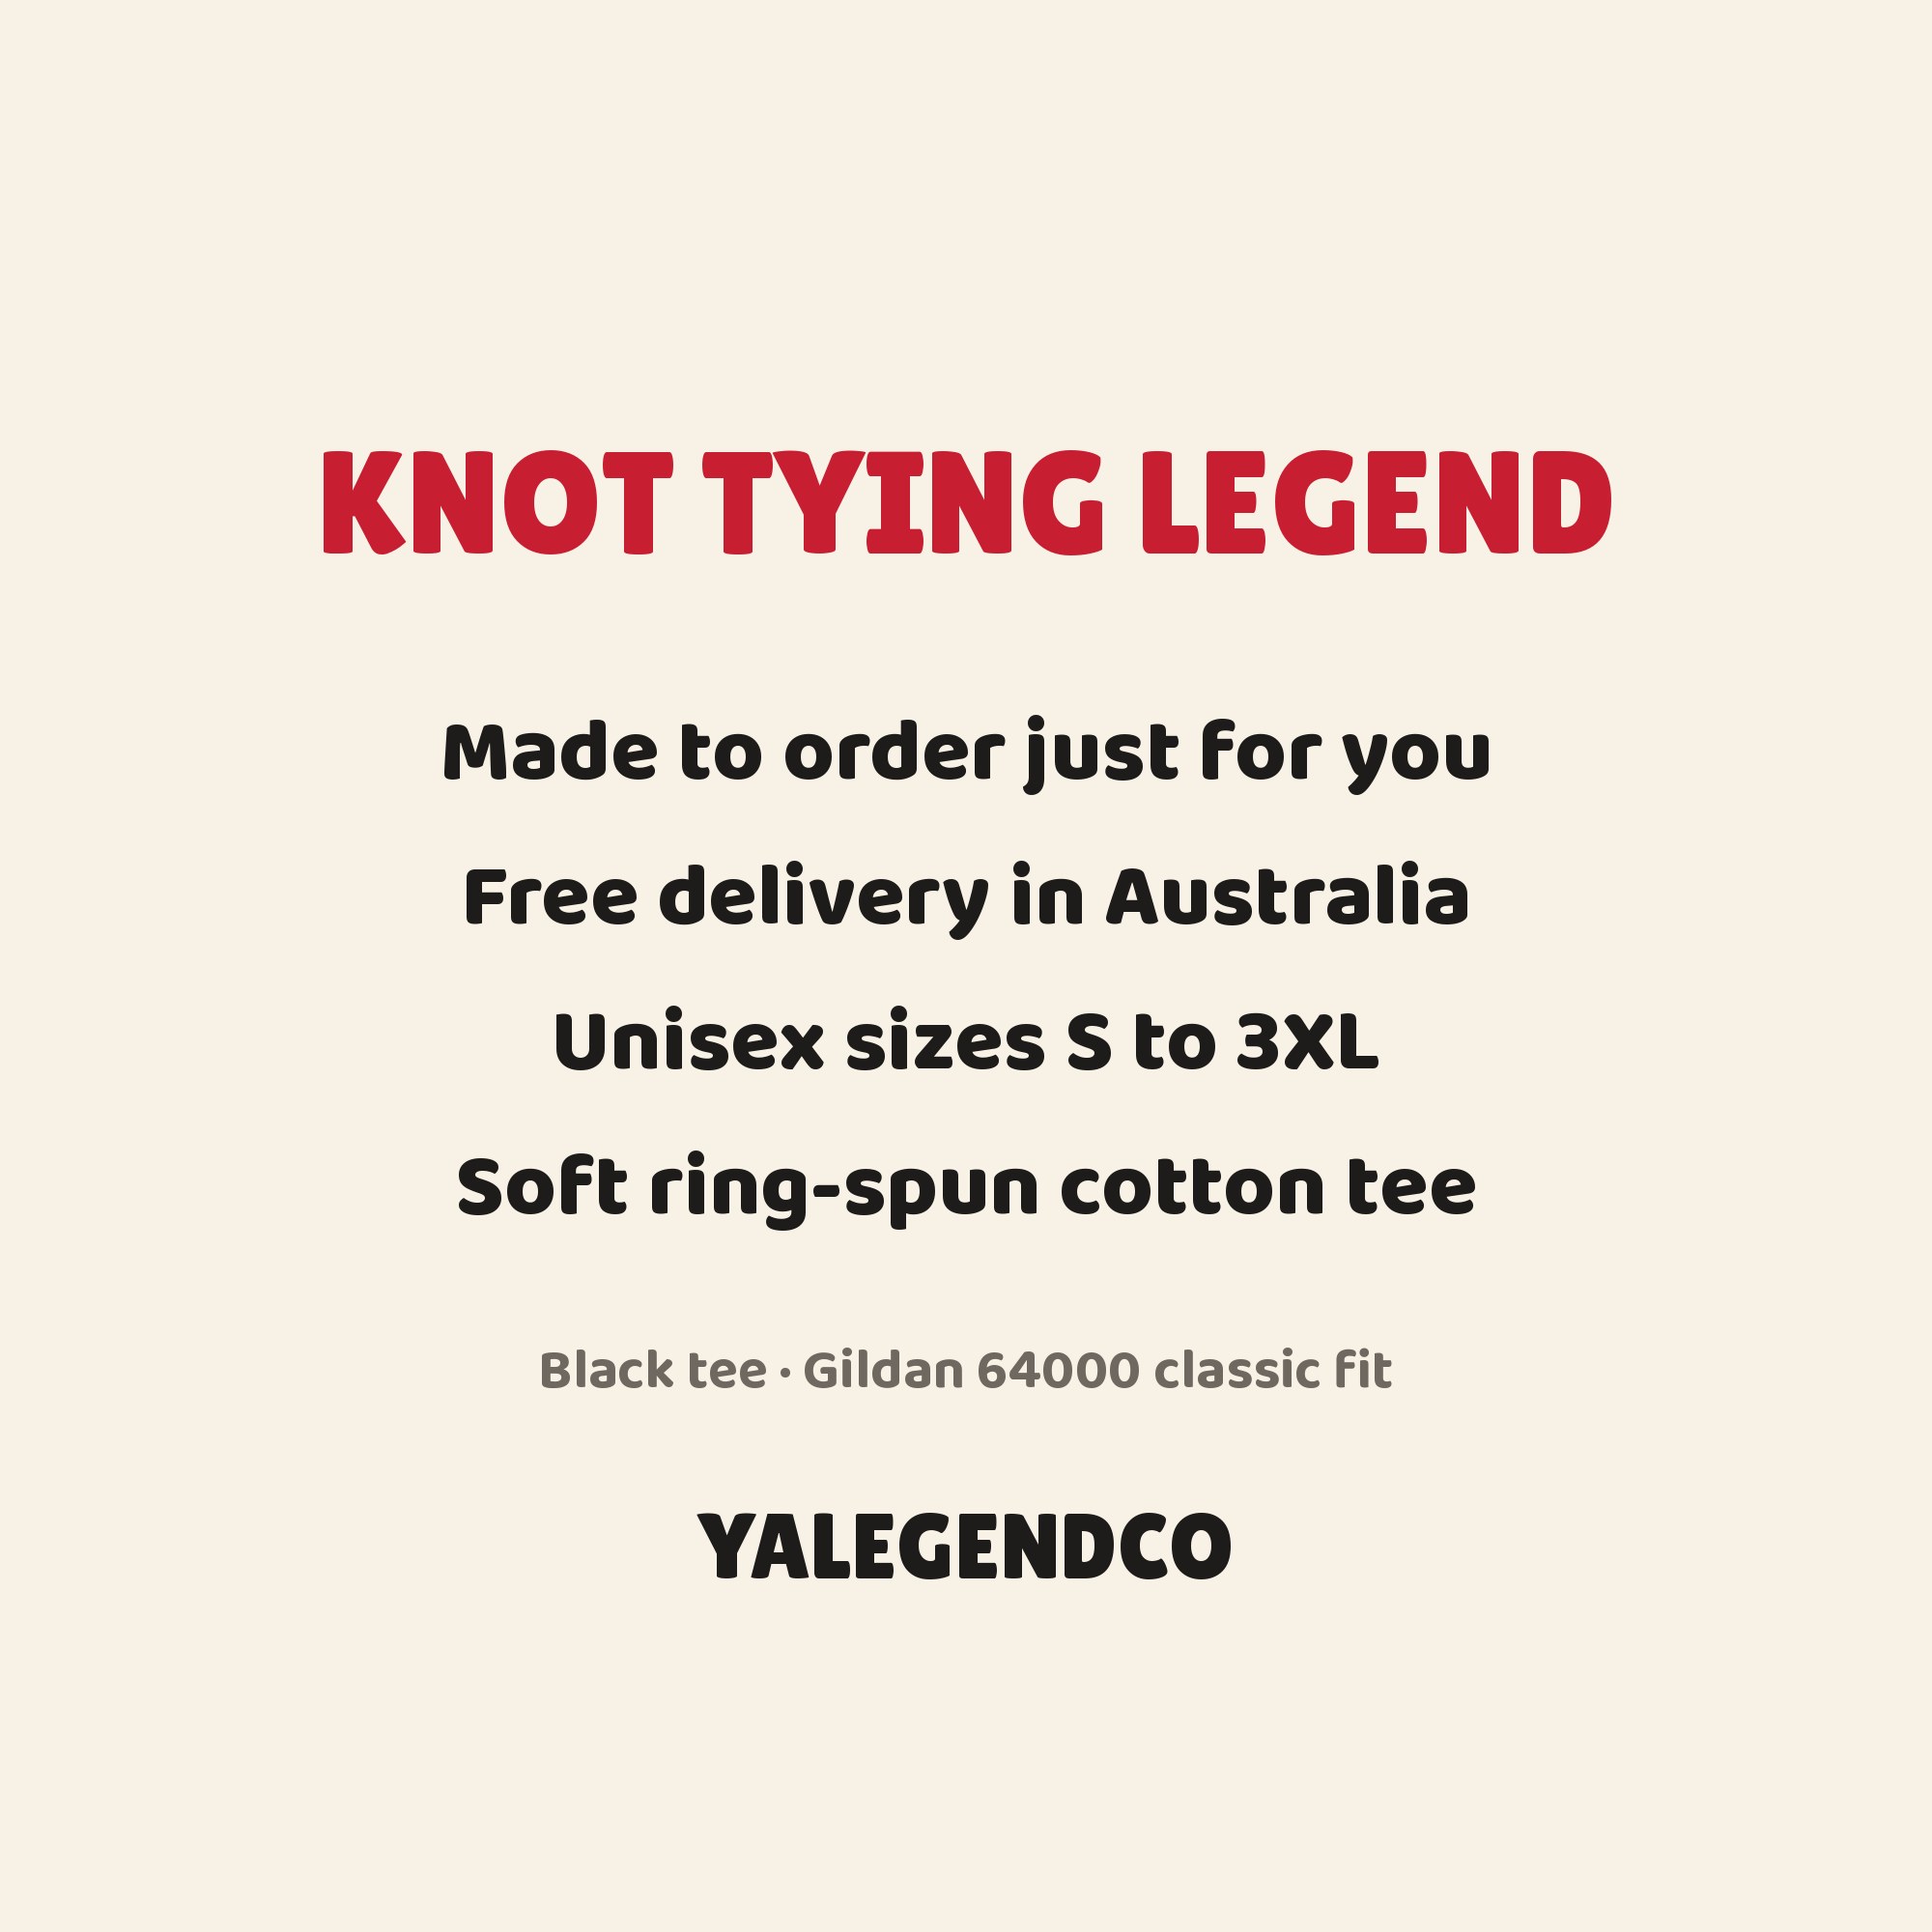 KNOT TYING LEGEND
Made to order just for you
Free delivery in Australia
Unisex sizes S to 3XL
Soft ring-spun cotton tee
Black tee · Gildan 64000 classic fit
YALEGENDCO